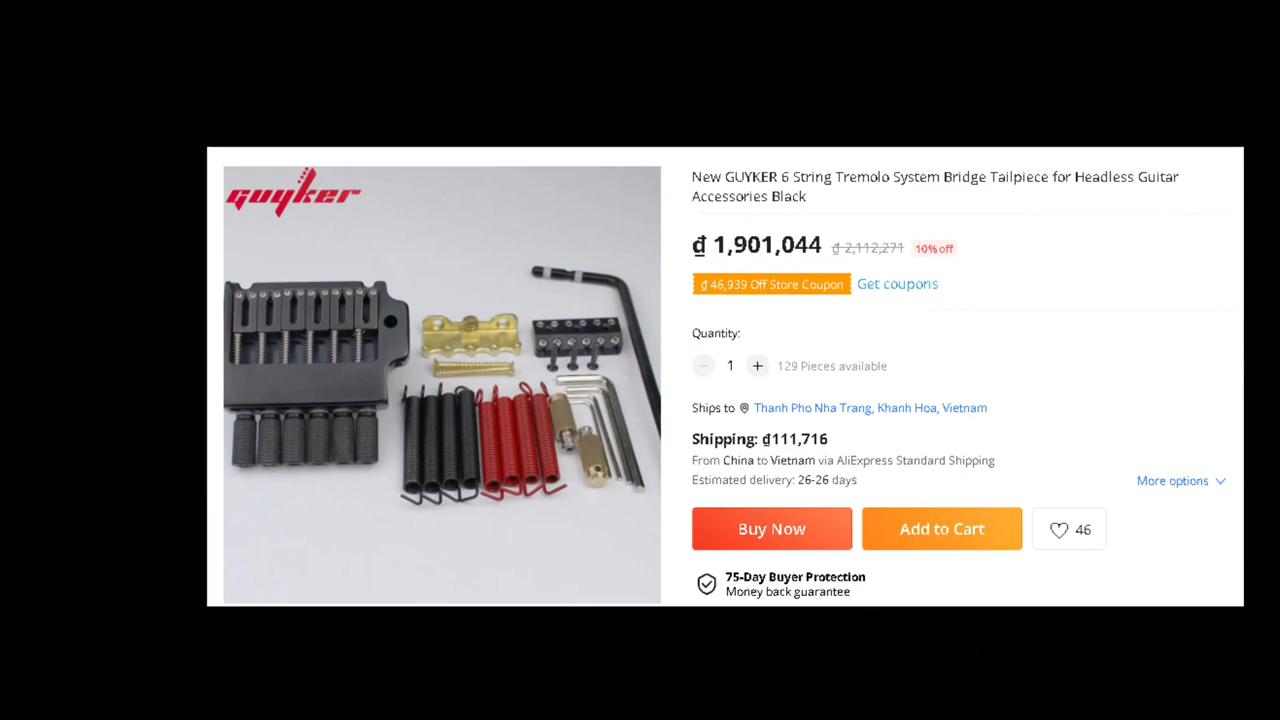 GUYKER
New GUYKER 6 String Tremolo System Bridge Tailpiece for Headless Guitar
Accessories Black
₫ 1,901,044 ₫ 2,112,271 10% off
₫ 46,939 Off Store Coupon Get coupons
Quantity:
1 + 129 Pieces available
Ships to Thanh Pho Nha Trang, Khanh Hoa, Vietnam
Shipping: ₫111,716
From China to Vietnam via AliExpress Standard Shipping
Estimated delivery: 26-26 days
More options
Buy Now Add to Cart 46
75-Day Buyer Protection
Money back guarantee